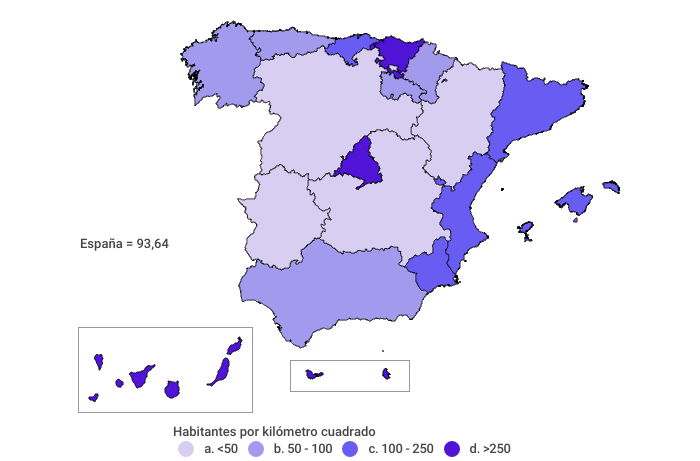 España = 93,64
Habitantes por kilómetro cuadrado
a. <50 b. 50 - 100 c. 100 - 250 d. >250